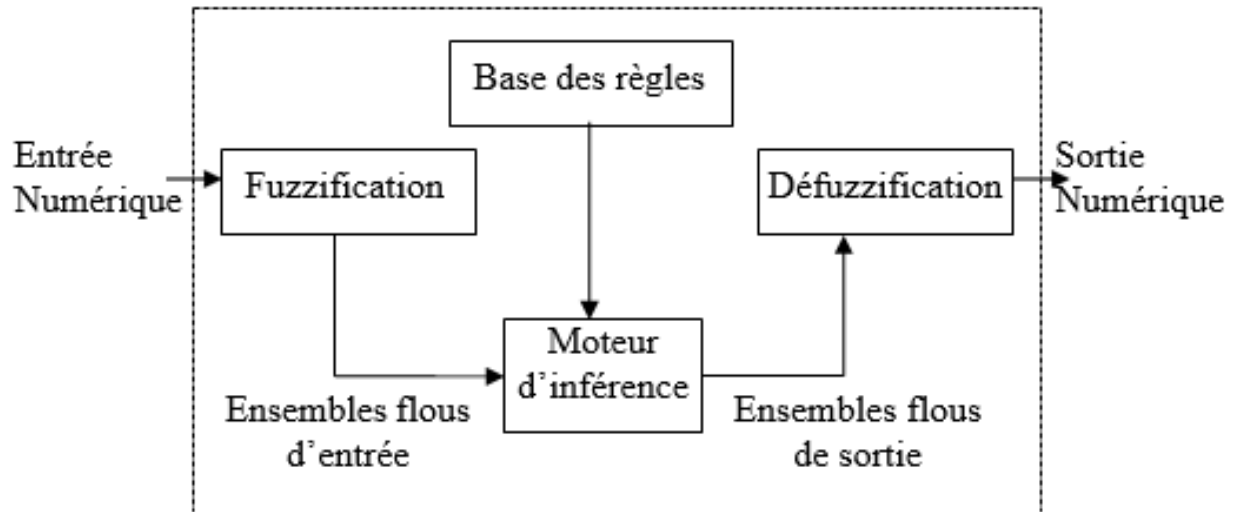 Base des règles
Entrée
Numérique
Fuzzification
Défuzzification
Sortie
Numérique
Moteur
d'inférence
Ensembles flous
d'entrée
Ensembles flous
de sortie